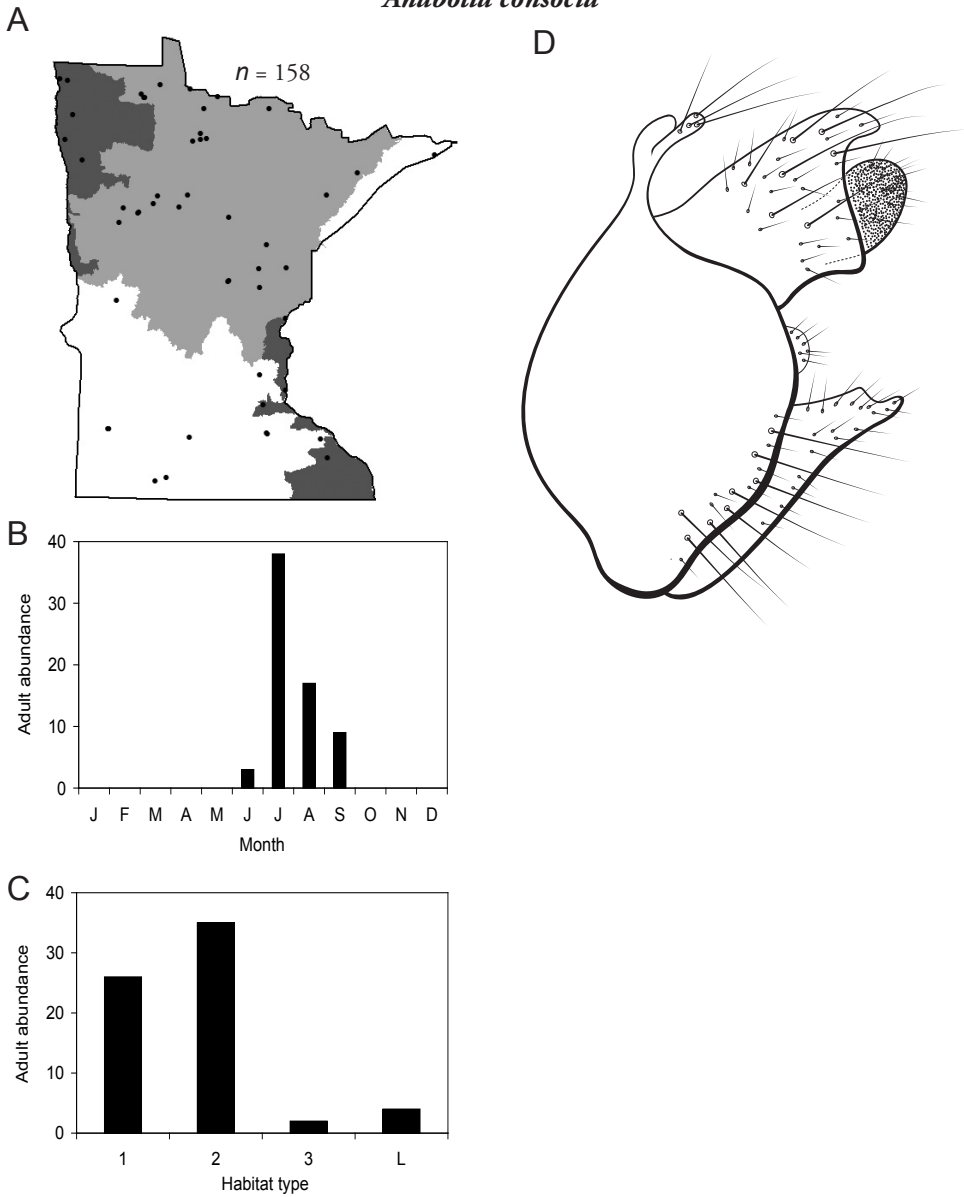 Anabolia consocia
A
n = 158
B
40
30
20
10
0
Adult abundance
J F M A M J J A S O N D
Month
C
40
30
20
10
0
Adult abundance
1 2 3 L
Habitat type
D